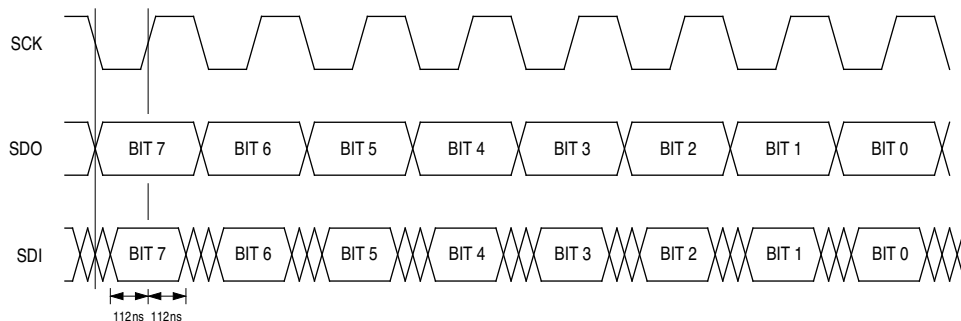 SCK
SDO BIT 7 BIT 6 BIT 5 BIT 4 BIT 3 BIT 2 BIT 1 BIT 0
SDI BIT 7 BIT 6 BIT 5 BIT 4 BIT 3 BIT 2 BIT 1 BIT 0
112ns 112ns